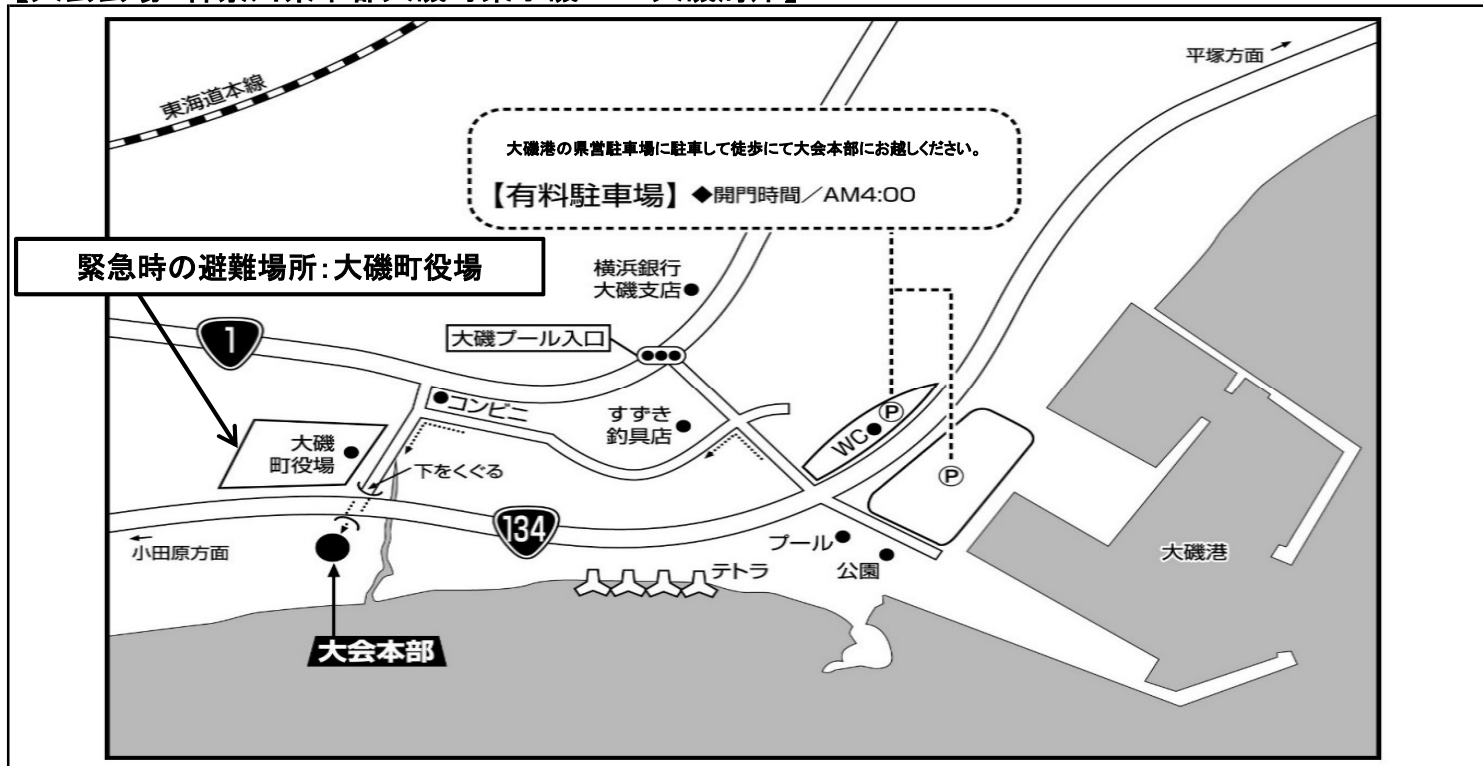 東海道本線
平塚方面
大磯港の県営駐車場に駐車して徒歩にて大会本部にお越しください。
【有料駐車場】◆開門時間/AM4:00
緊急時の避難場所:大磯町役場
横浜銀行
大磯支店
1
大磯プール入口
コンビニ
すずき
釣具店
P
WC
大磯
町役場
下をくぐる
P
134
小田原方面
プール
公園
テトラ
大磯港
大会本部